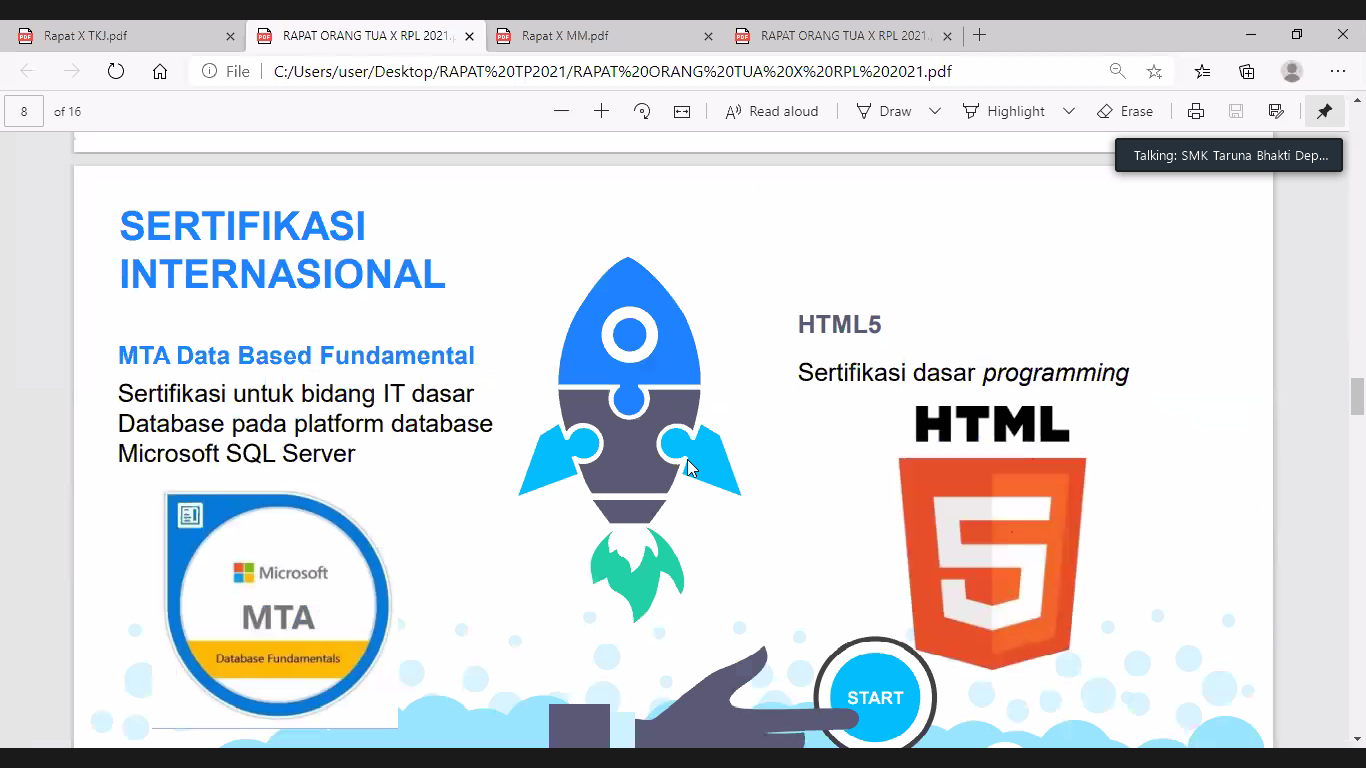 Rapat X TKJ.pdf
RAPAT ORANG TUA X RPL 2021.
Rapat X MM.pdf
RAPAT ORANG TUA X RPL 2021.
File
C:/Users/user/Desktop/RAPAT%20TP2021/RAPAT%20ORANG%20TUA%20X%20RPL%202021.pdf
8 of 16
Read aloud
Draw
Highlight
Erase
Talking: SMK Taruna Bhakti Dep...
SERTIFIKASI
INTERNASIONAL
MTA Data Based Fundamental
Sertifikasi untuk bidang IT dasar
Database pada platform database
Microsoft SQL Server
Microsoft
MTA
Database Fundamentals
HTML5
Sertifikasi dasar programming
HTML
5
START